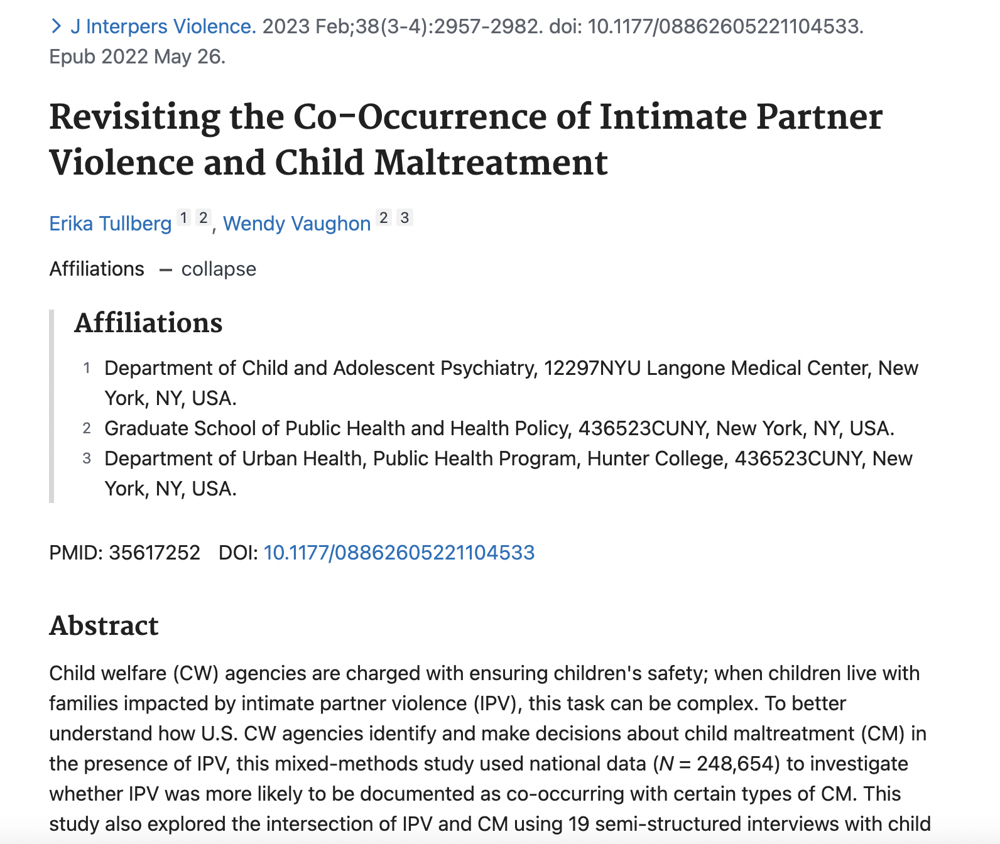 > J Interpers Violence. 2023 Feb;38(3-4):2957-2982. doi: 10.1177/08862605221104533.
Epub 2022 May 26.
Revisiting the Co-Occurrence of Intimate Partner
Violence and Child Maltreatment
Erika Tullberg 1 2, Wendy Vaughon 2 3
Affiliations – collapse
Affiliations
1 Department of Child and Adolescent Psychiatry, 12297NYU Langone Medical Center, New
York, NY, USA.
2 Graduate School of Public Health and Health Policy, 436523CUNY, New York, NY, USA.
3 Department of Urban Health, Public Health Program, Hunter College, 436523CUNY, New
York, NY, USA.
PMID: 35617252 DOI: 10.1177/08862605221104533
Abstract
Child welfare (CW) agencies are charged with ensuring children's safety; when children live with
families impacted by intimate partner violence (IPV), this task can be complex. To better
understand how U.S. CW agencies identify and make decisions about child maltreatment (CM) in
the presence of IPV, this mixed-methods study used national data (N = 248,654) to investigate
whether IPV was more likely to be documented as co-occurring with certain types of CM. This
study also explored the intersection of IPV and CM using 19 semi-structured interviews with child